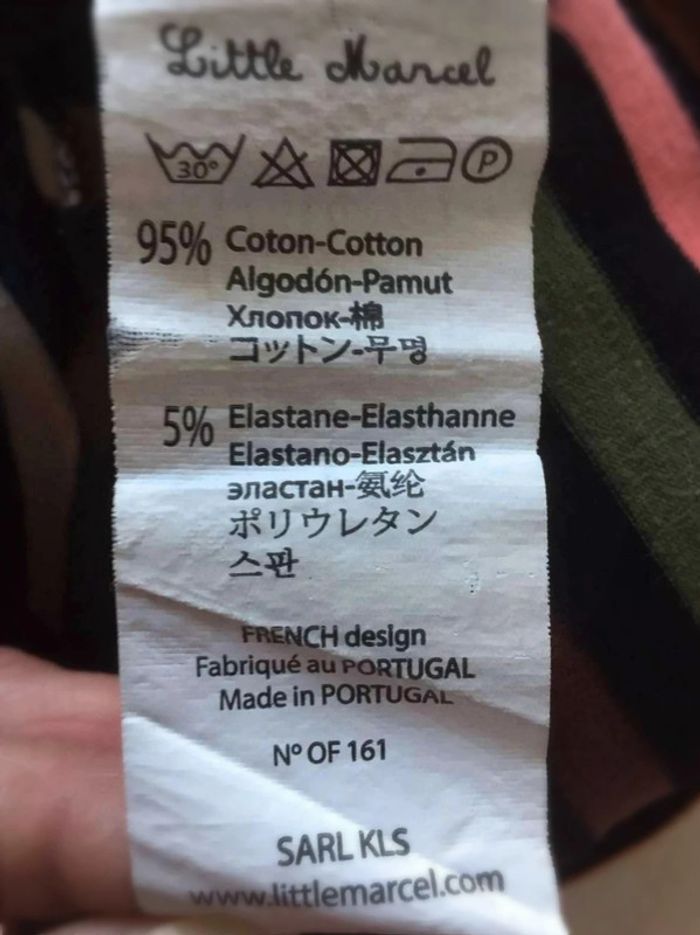 Little Marcel
30°
P
95% Coton-Cotton
Algodón-Pamut
Хлопок-棉
コットン-무명
5% Elastane-Elasthanne
Elastano-Elasztán
эластан-氨纶
ポリウレタン
스판
FRENCH design
Fabriqué au PORTUGAL
Made in PORTUGAL
Nº OF 161
SARL KLS
www.littlemarcel.com